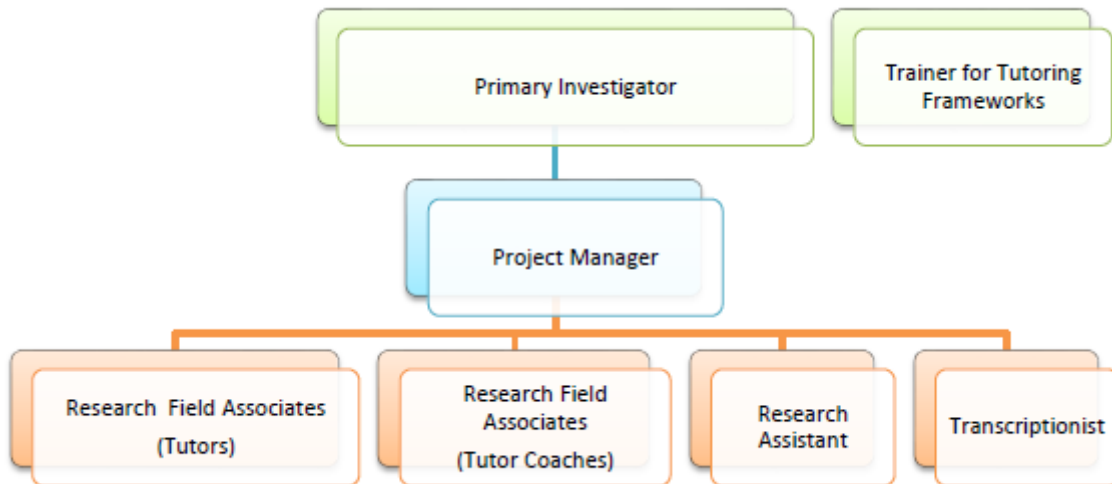 Primary Investigator
Trainer for Tutoring
Frameworks
Project Manager
Research Field Associates
(Tutors)
Research Field
Associates
(Tutor Coaches)
Research
Assistant
Transcriptionist